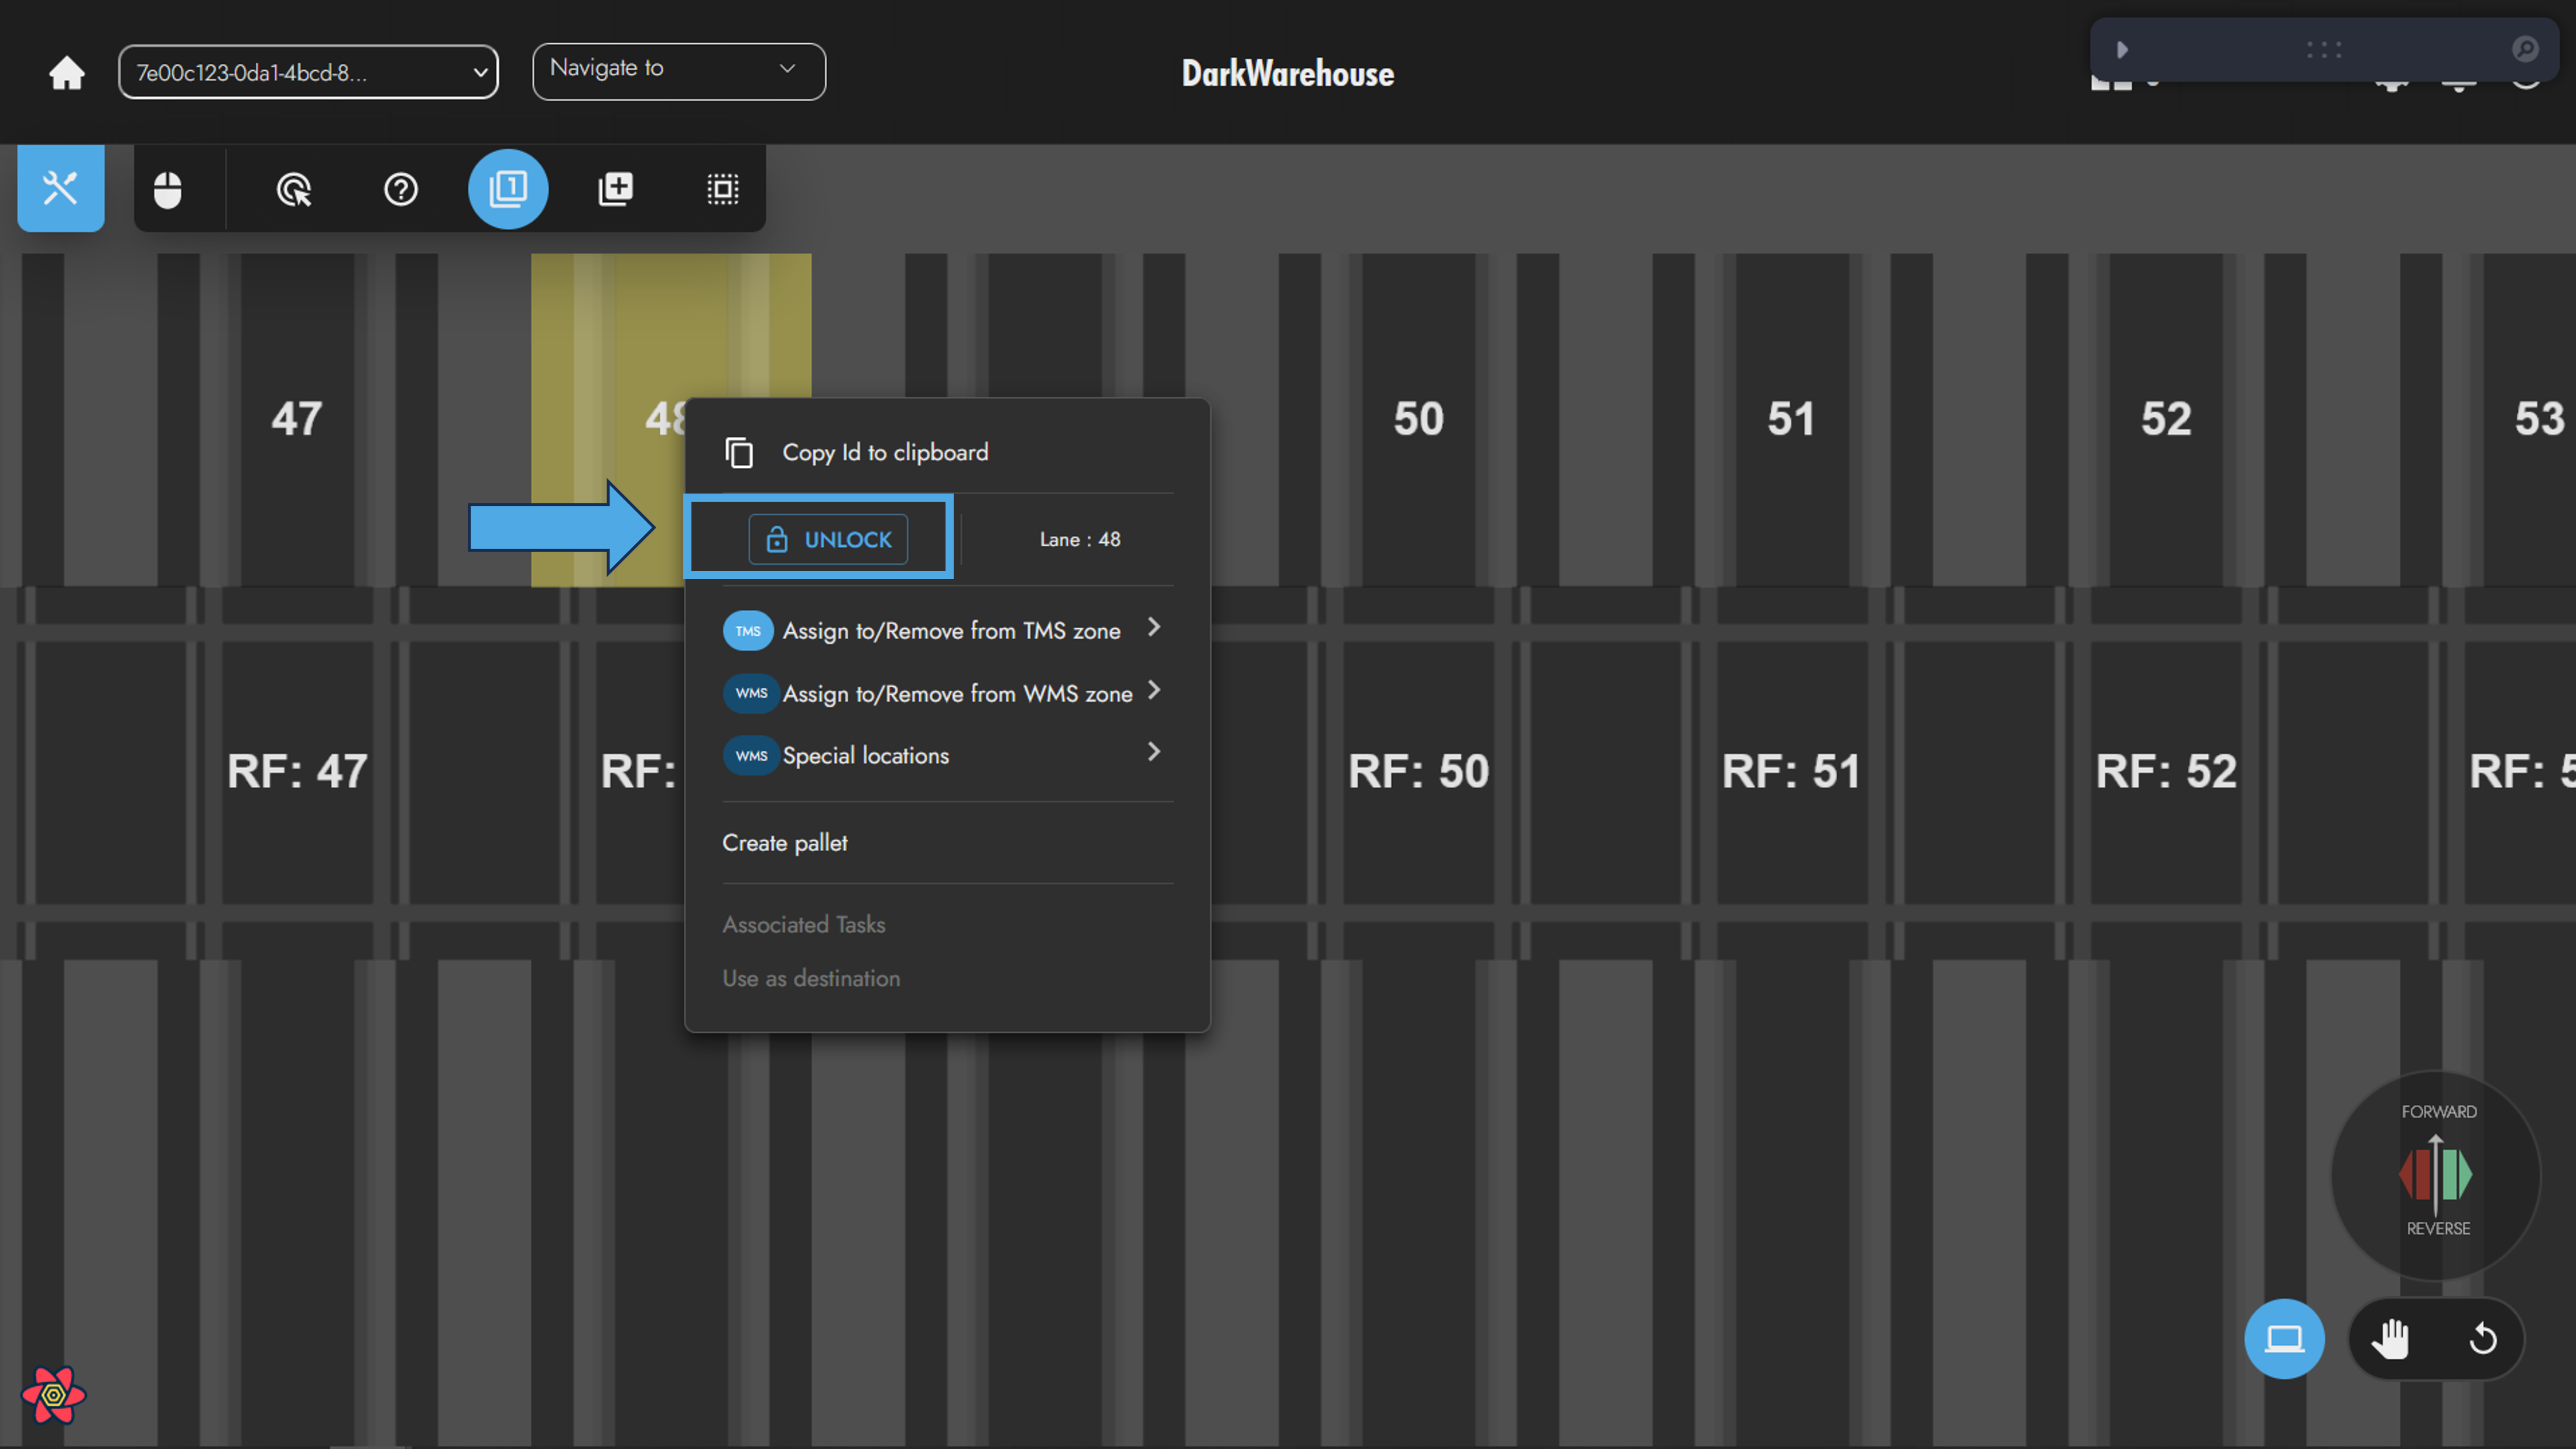 7e00c123-0da1-4bcd-8...
Navigate to
DarkWarehouse
1
47
50
51
52
53
Copy Id to clipboard
UNLOCK
Lane : 48
TMS Assign to/Remove from TMS zone
WMS Assign to/Remove from WMS zone
WMS Special locations
RF: 47
RF:
RF: 50
RF: 51
RF: 52
RF:
Create pallet
Associated Tasks
Use as destination
FORWARD
REVERSE